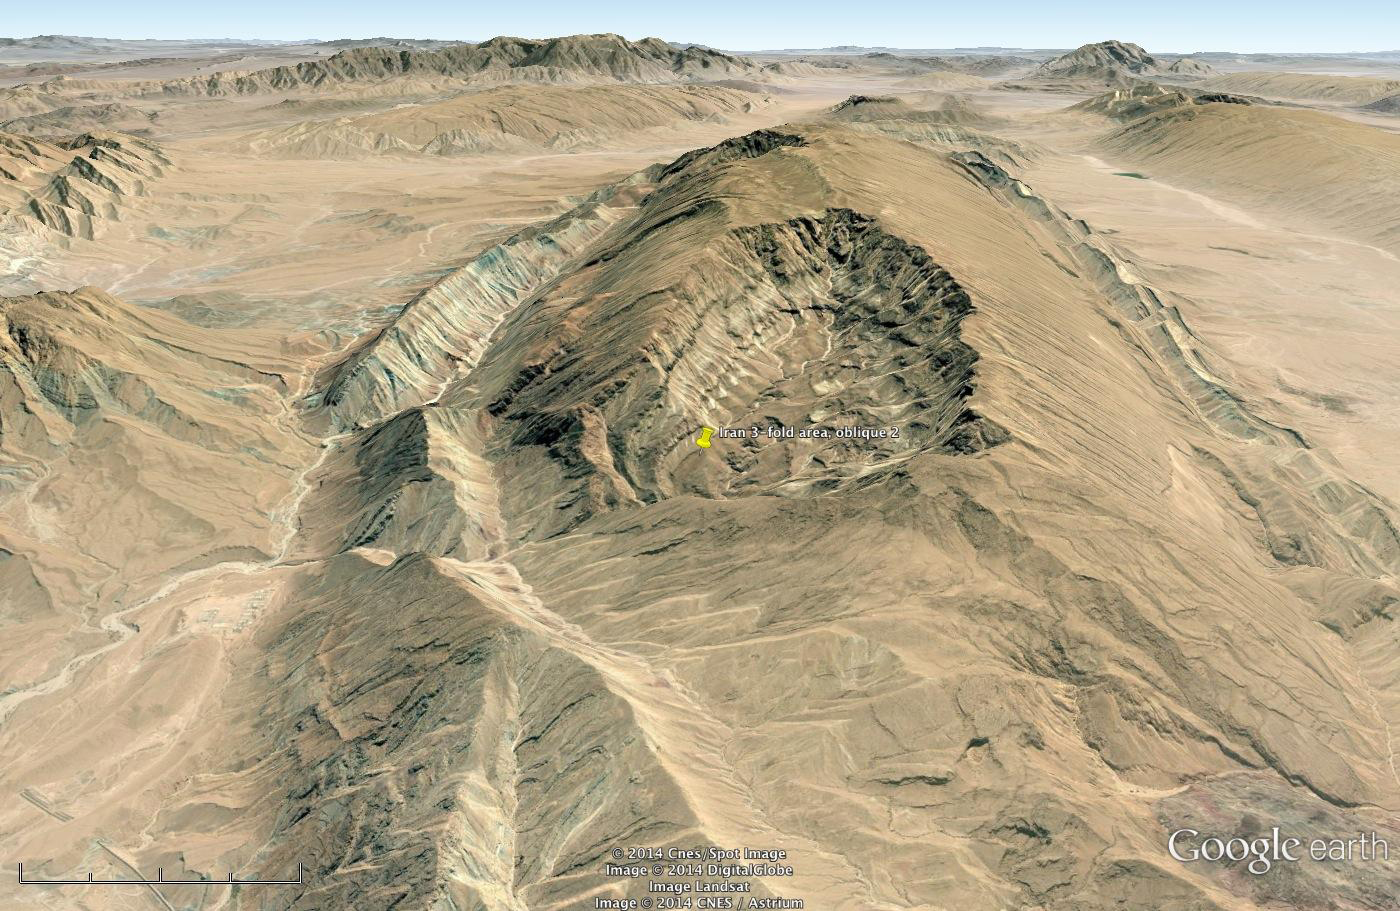 Iran 3-fold area, oblique 2
Google earth
© 2014 Cnes/Spot Image
Image © 2014 DigitalGlobe
Image Landsat
Image © 2014 CNES / Astrium